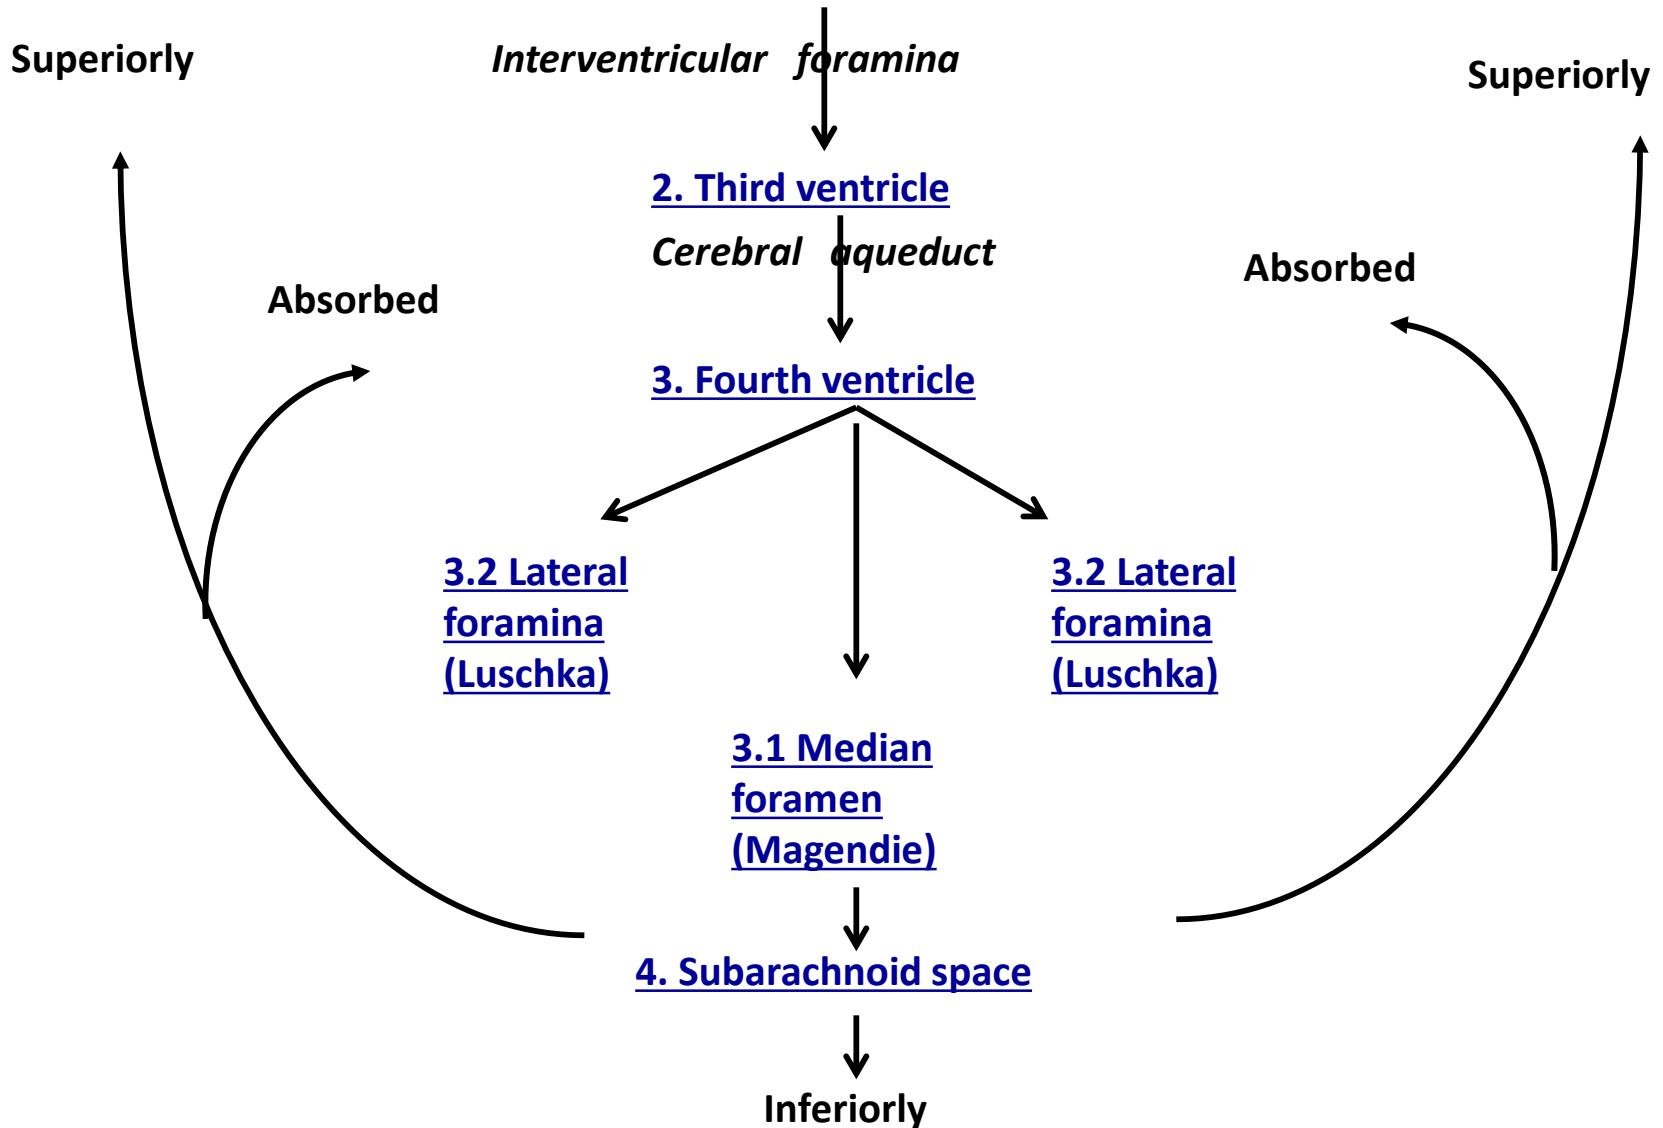 Superiorly
Interventricular foramina
Superiorly
2. Third ventricle
Cerebral aqueduct
Absorbed
Absorbed
3. Fourth ventricle
3.2 Lateral
foramina
(Luschka)
3.2 Lateral
foramina
(Luschka)
3.1 Median
foramen
(Magendie)
4. Subarachnoid space
Inferiorly